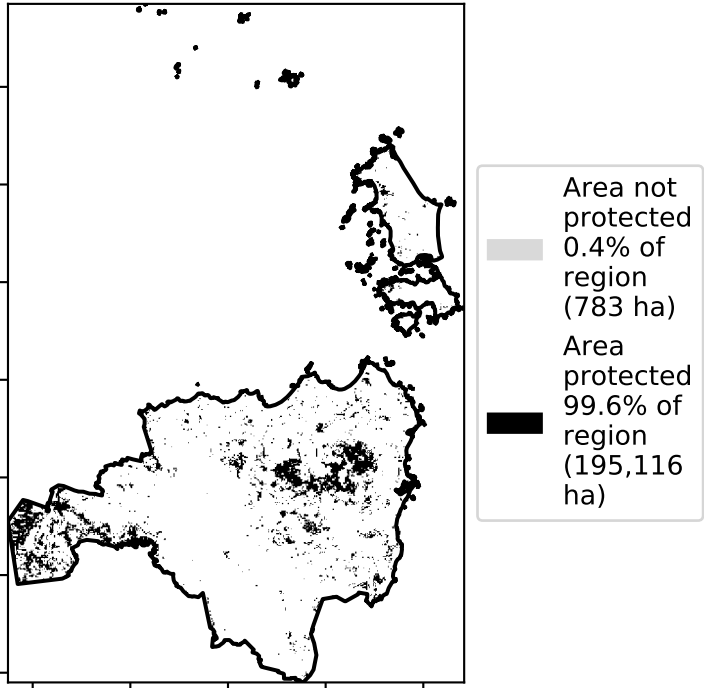 Area not
protected
0.4% of
region
(783 ha)
Area
protected
99.6% of
region
(195,116
ha)